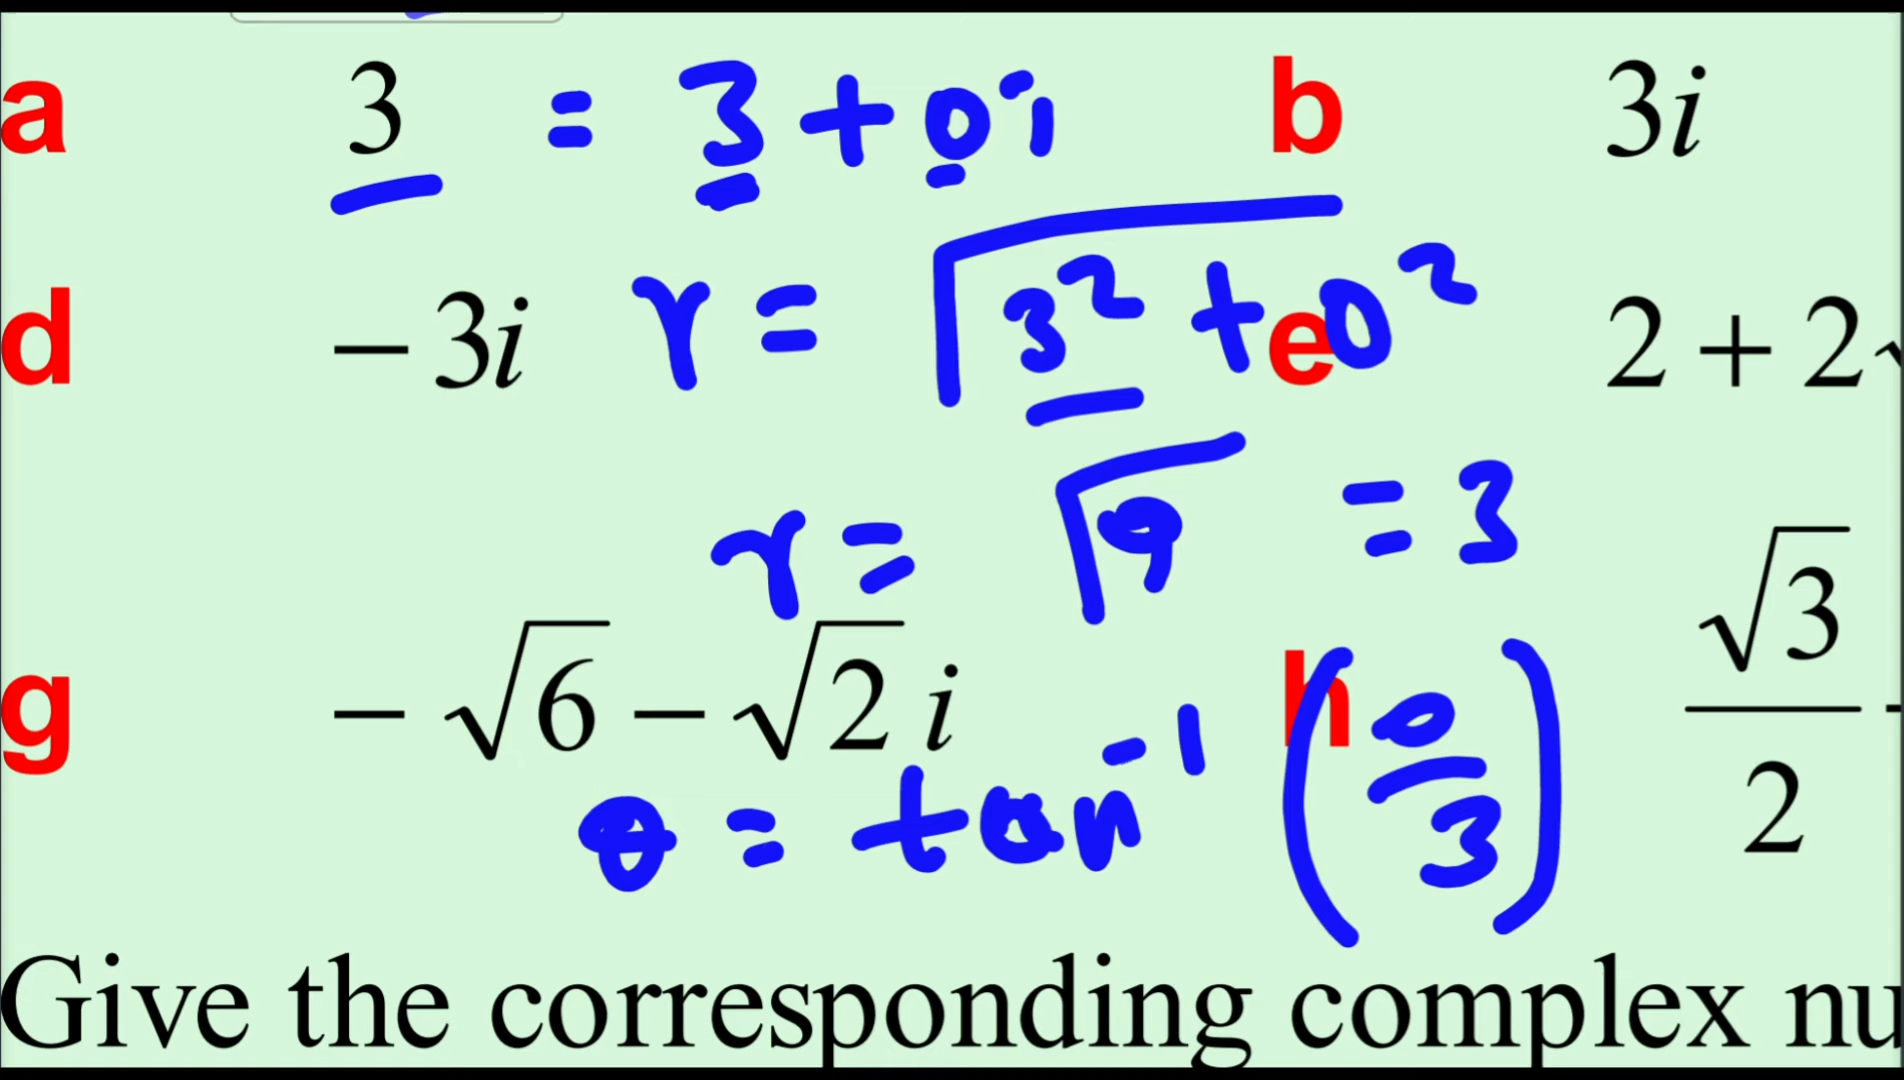 a 3 = 3 + 0i b 3i
d −3i r = √(3² + 0²) e 2 + 2
r = √9 = 3
g −√6 − √2 i h √3/2
θ = tan⁻¹ (0/3)
Give the corresponding complex nu